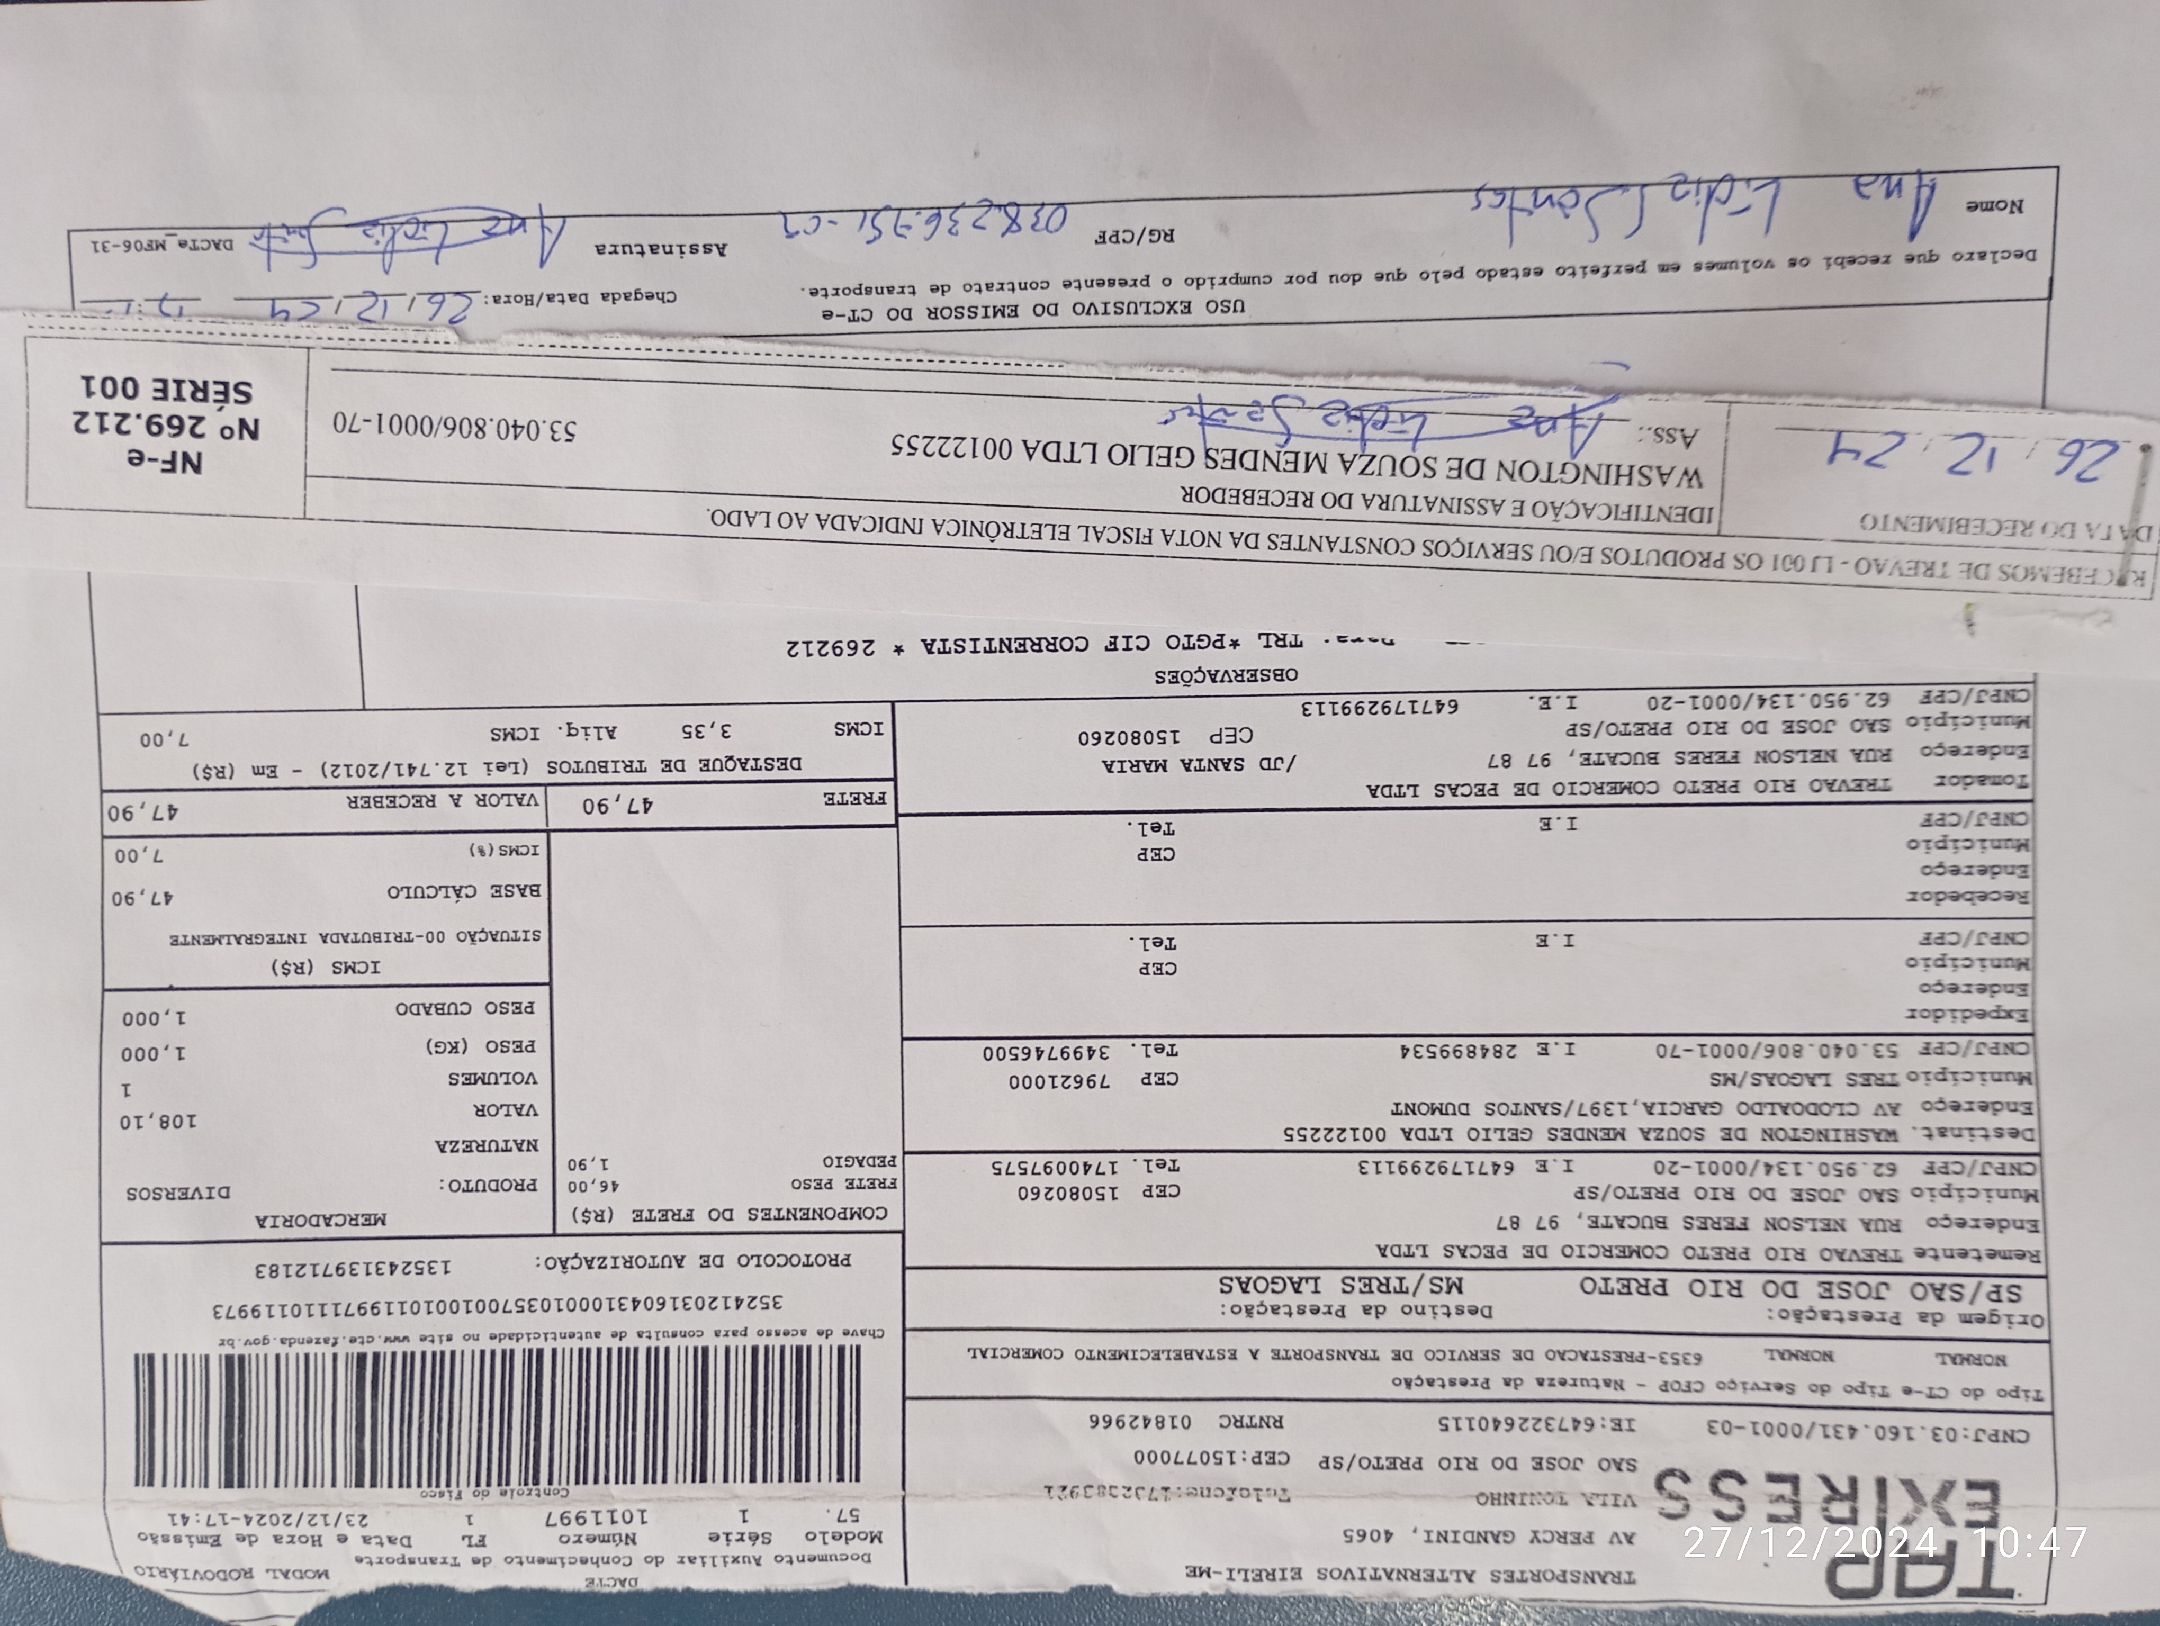 DACTE
Documento Auxiliar do Conhecimento de Transporte
MODAL RODOVIÁRIO
Modelo Série Número FL Data e Hora de Emissão
57. 1 1011997 1 23/12/2024-17:41
Controle do Fisco
TAP
EXPRESS
TRANSPORTES ALTERNATIVOS EIRELI-ME
AV PERCY GANDINI, 4065
VILA TONINHO Telefone:1732383921
SAO JOSE DO RIO PRETO/SP CEP:15077000
CNPJ:03.160.431/0001-03 IE:647322640115 RNTRC 01842966
Tipo do CT-e Tipo do Serviço CFOP - Natureza da Prestação
NORMAL NORMAL 6353-PRESTACAO DE SERVICO DE TRANSPORTE A ESTABELECIMENTO COMERCIAL
Chave de acesso para consulta de autenticidade no site www.cte.fazenda.gov.br
352412031604310001035700100101199711110119973
PROTOCOLO DE AUTORIZAÇÃO: 135243139712183
Origem da Prestação: Destino da Prestação:
SP/SAO JOSE DO RIO PRETO MS/TRES LAGOAS
Remetente TREVAO RIO PRETO COMERCIO DE PECAS LTDA
Endereço RUA NELSON FERES BUCATE, 97 87
Município SAO JOSE DO RIO PRETO/SP CEP 15080260
CNPJ/CPF 62.950.134/0001-20 I.E 647179299113 Tel. 1740097575
Destinat. WASHINGTON DE SOUZA MENDES GELIO LTDA 00122255
Endereço AV CLODOALDO GARCIA,1397/SANTOS DUMONT
Município TRES LAGOAS/MS CEP 79621000
CNPJ/CPF 53.040.806/0001-70 I.E 284899534 Tel. 3499746500
Expedidor
Endereço
Município CEP
CNPJ/CPF I.E Tel.
Recebedor
Endereço
Município CEP
CNPJ/CPF I.E Tel.
Tomador TREVAO RIO PRETO COMERCIO DE PECAS LTDA
Endereço RUA NELSON FERES BUCATE, 97 87 /JD SANTA MARIA
Município SAO JOSE DO RIO PRETO/SP CEP 15080260
CNPJ/CPF 62.950.134/0001-20 I.E. 647179299113
COMPONENTES DO FRETE (R$)
FRETE PESO 46,00
PEDAGIO 1,90
MERCADORIA
PRODUTO: DIVERSOS
NATUREZA
VALOR 108,10
VOLUMES 1
PESO (KG) 1,000
PESO CUBADO 1,000
ICMS (R$)
SITUAÇÃO 00-TRIBUTADA INTEGRALMENTE
BASE CÁLCULO 47,90
ICMS(%) 7,00
FRETE 47,90 VALOR A RECEBER 47,90
DESTAQUE DE TRIBUTOS (Lei 12.741/2012) - Em (R$)
ICMS 3,35 Aliq. ICMS 7,00
OBSERVAÇÕES
TRL *PGTO CIF CORRENTISTA * 269212
RECEBEMOS DE TREVAO - LJ 001 OS PRODUTOS E/OU SERVIÇOS CONSTANTES DA NOTA FISCAL ELETRÔNICA INDICADA AO LADO.
DATA DO RECEBIMENTO
26.12.24
IDENTIFICAÇÃO E ASSINATURA DO RECEBEDOR
WASHINGTON DE SOUZA MENDES GELIO LTDA 00122255 53.040.806/0001-70
Ass.: Ana Lidia Santos
NF-e
Nº 269.212
SÉRIE 001
USO EXCLUSIVO DO EMISSOR DO CT-e
Declaro que recebi os volumes em perfeito estado pelo que dou por cumprido o presente contrato de transporte.
Chegada Data/Hora: 26/12/24
Nome Ana Lidia Santos
RG/CPF
Assinatura Ana Lidia Santos
DACTe_MF06-31
27/12/2024 10:47